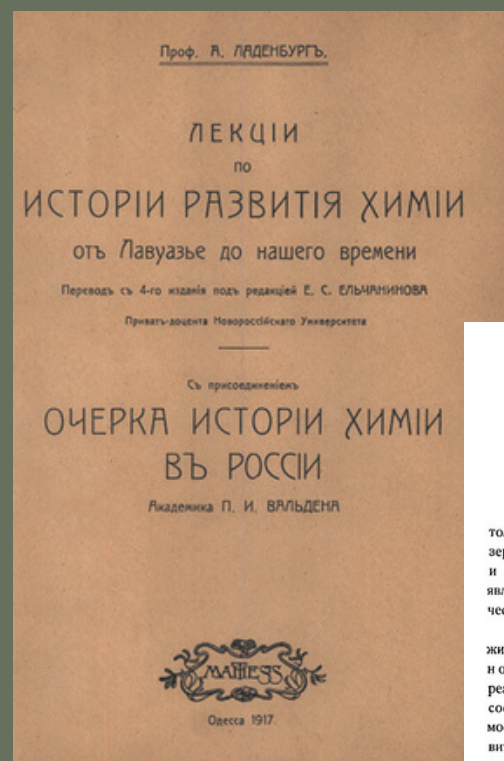 Проф. А. ЛАДЕНБУРГЪ.
ЛЕКЦІИ
ПО
ИСТОРІИ РАЗВИТІЯ ХИМІИ
отъ Лавуазье до нашего времени
Переводъ съ 4-го изданія подъ редакціей Е. С. ЕЛЬЧАНИНОВА
Приватъ-доцента Новороссійскаго Университета
Съ присоединеніемъ
ОЧЕРКА ИСТОРІИ ХИМІИ
ВЪ РОССІИ
Академика П. И. ВАЛЬДЕНА
MATHESIS
Одесса 1917.